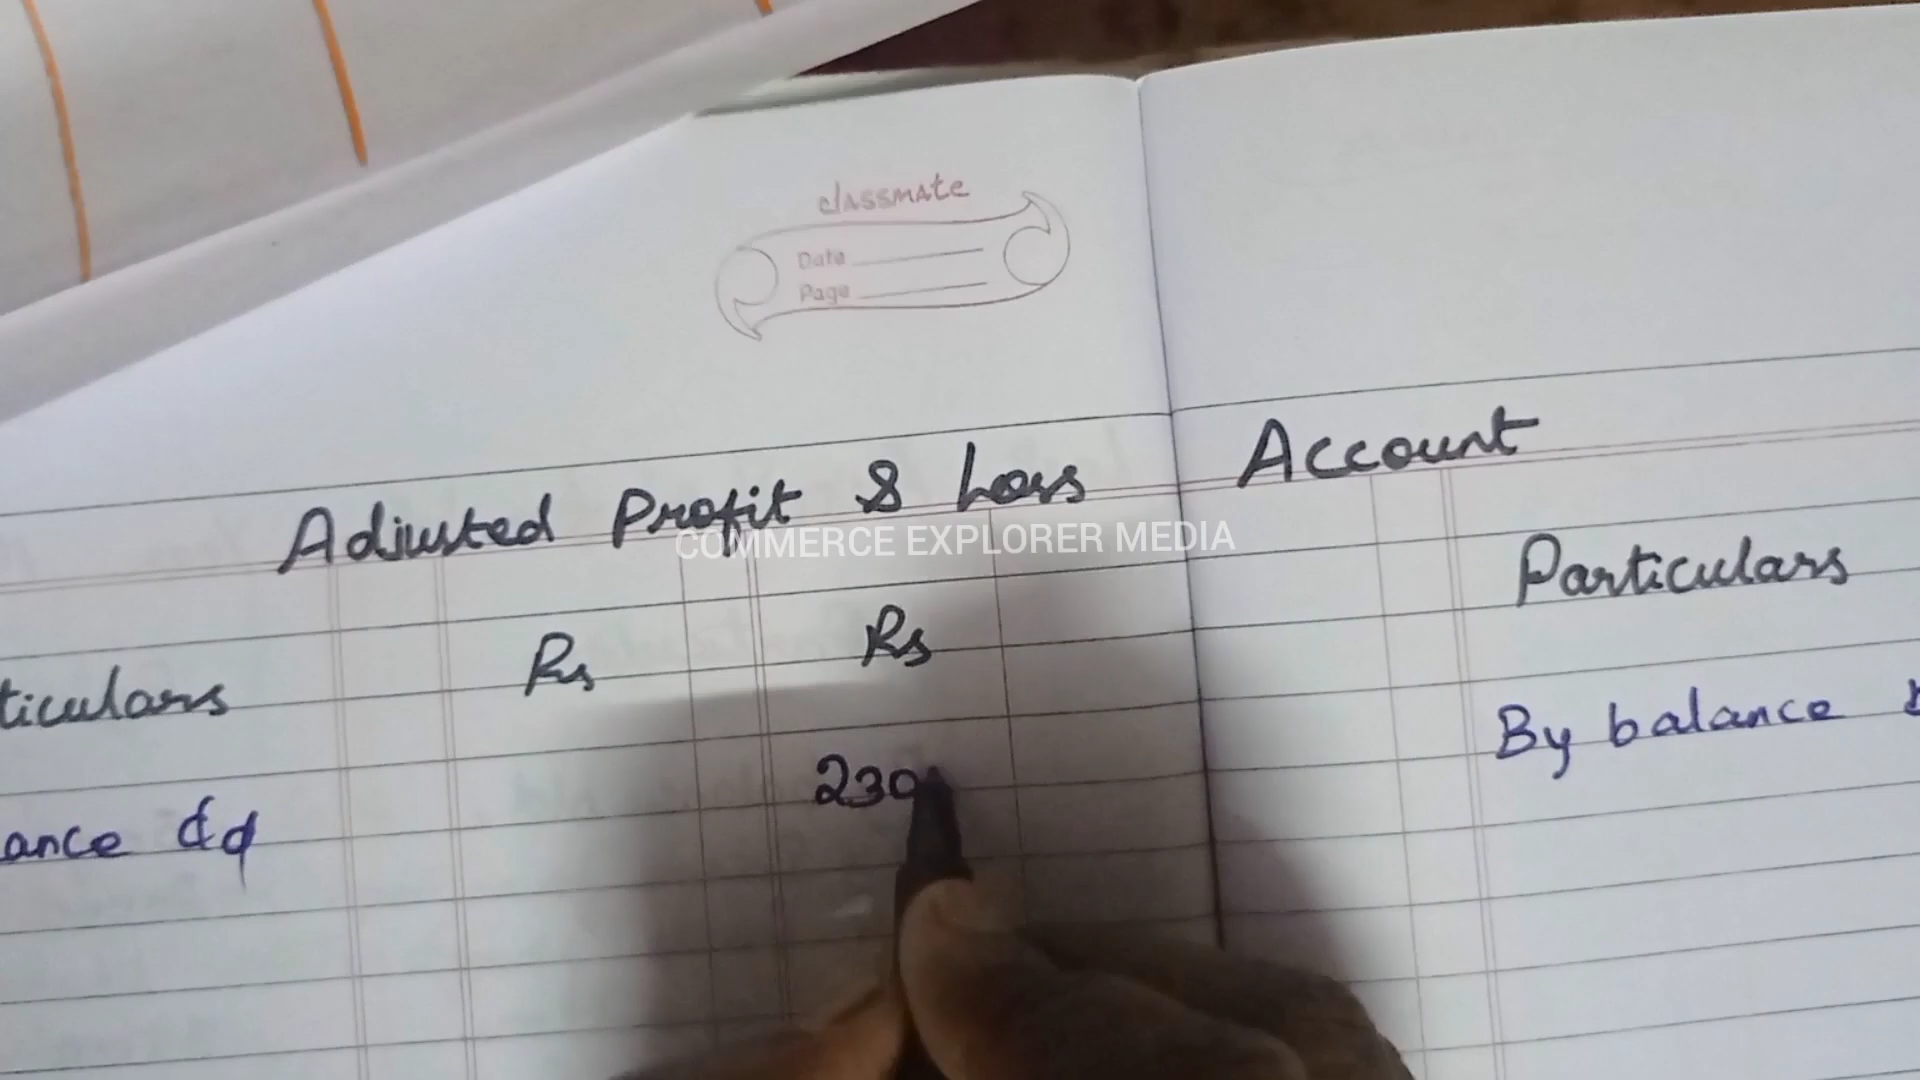 classmate
Date
Page
Adjusted Profit & Loss Account
COMMERCE EXPLORER MEDIA
ticulars Rs Rs Particulars
ance c/d 230 By balance b